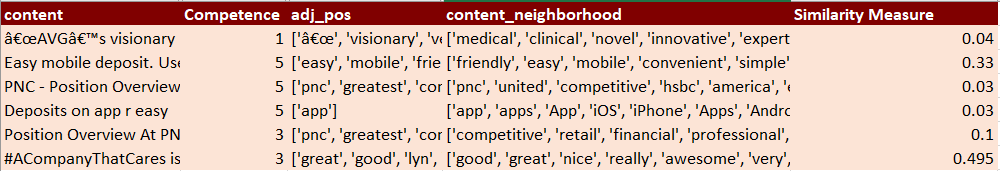 content Competence adj_pos content_neighborhood Similarity Measure
â€œAVGâ€™s visionary 1 ['â€œ', 'visionary', 've ['medical', 'clinical', 'novel', 'innovative', 'expert 0.04
Easy mobile deposit. Use 5 ['easy', 'mobile', 'frie ['friendly', 'easy', 'mobile', 'convenient', 'simple' 0.33
PNC - Position Overview 5 ['pnc', 'greatest', 'cor ['pnc', 'united', 'competitive', 'hsbc', 'america', 'e 0.03
Deposits on app r easy 5 ['app'] ['app', 'apps', 'App', 'iOS', 'iPhone', 'Apps', 'Andro 0.03
Position Overview At PN 3 ['pnc', 'greatest', 'cor ['competitive', 'retail', 'financial', 'professional', 0.1
#ACompanyThatCares is 3 ['great', 'good', 'lyn', ['good', 'great', 'nice', 'really', 'awesome', 'very', 0.495